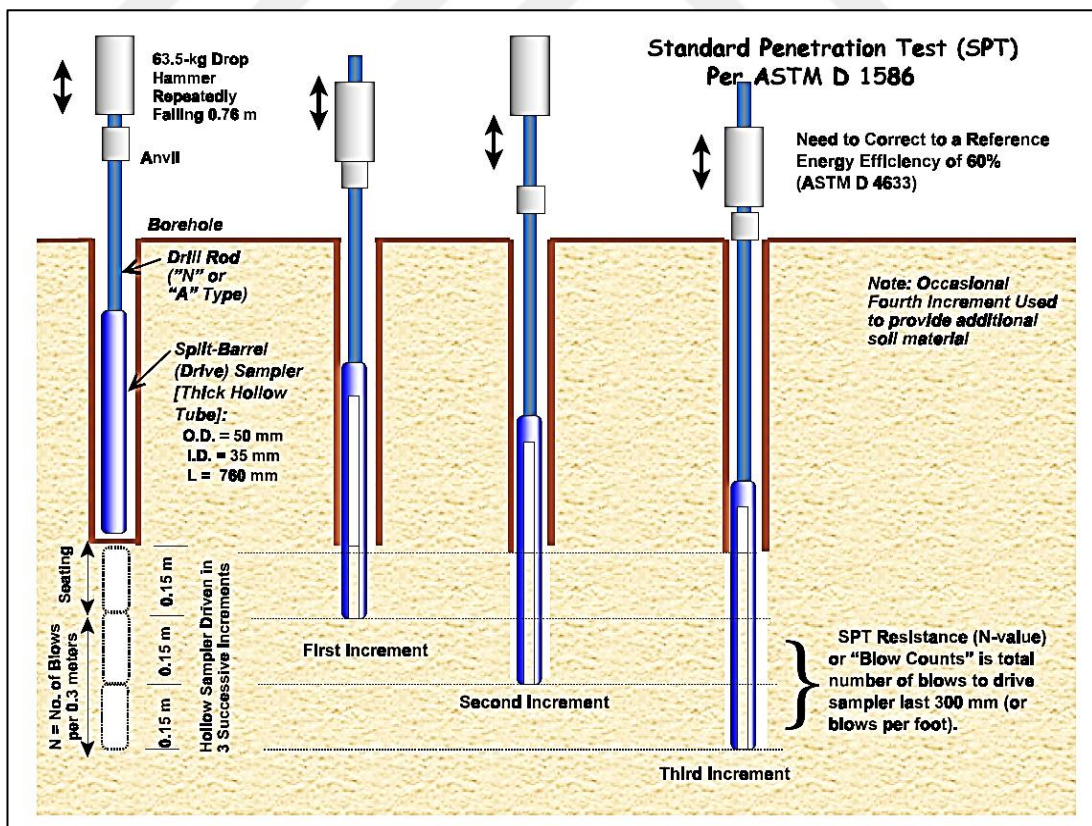 Standard Penetration Test (SPT)
Per ASTM D 1586
63.5-kg Drop
Hammer
Repeatedly
Falling 0.76 m
Anvil
Need to Correct to a Reference
Energy Efficiency of 60%
(ASTM D 4633)
Borehole
Drill Rod
("N" or
"A" Type)
Note: Occasional
Fourth Increment Used
to provide additional
soil material
Split-Barrel
(Drive) Sampler
[Thick Hollow
Tube]:
O.D. = 50 mm
I.D. = 35 mm
L = 760 mm
Seating
N = No. of Blows
per 0.3 meters
0.15 m
0.15 m
0.15 m
Hollow Sampler Driven in
3 Successive Increments
First Increment
Second Increment
Third Increment
SPT Resistance (N-value)
or "Blow Counts" is total
number of blows to drive
sampler last 300 mm (or
blows per foot).